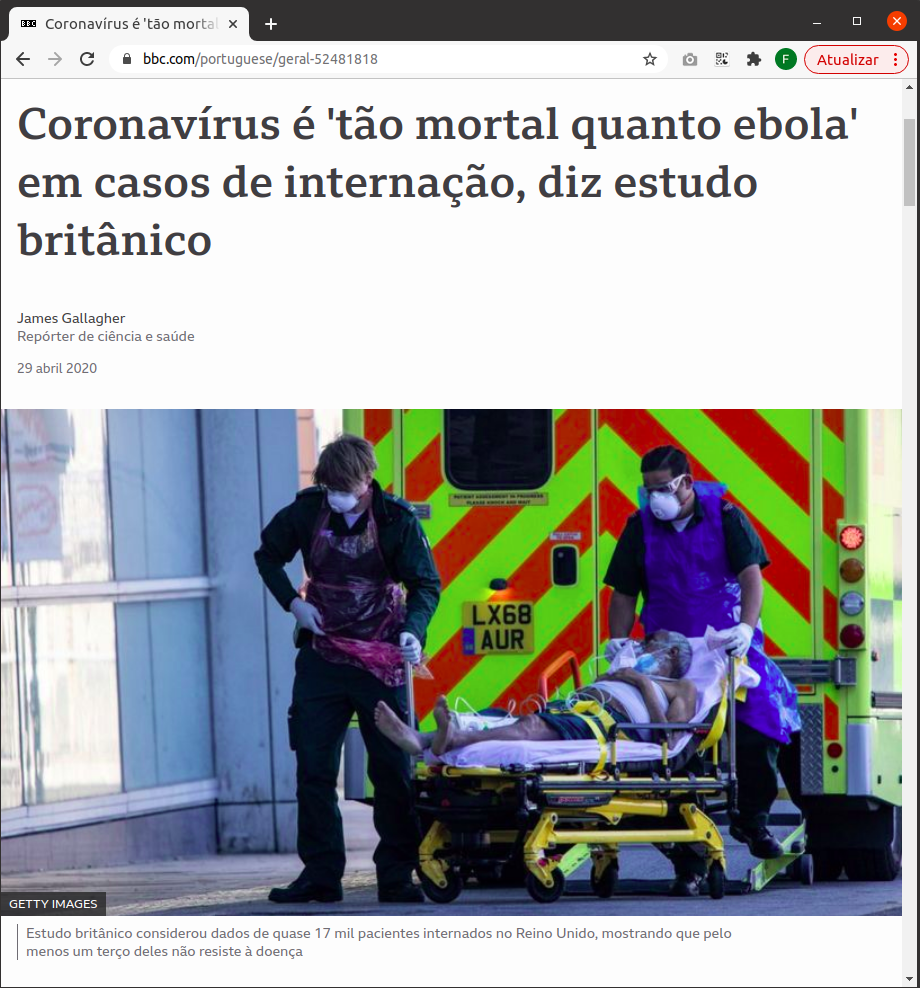 BBC Coronavírus é 'tão mortal
bbc.com/portuguese/geral-52481818
F
Atualizar
Coronavírus é 'tão mortal quanto ebola'
em casos de internação, diz estudo
britânico
James Gallagher
Repórter de ciência e saúde
29 abril 2020
PATIENT ASSESSMENT IN PROGRESS
PLEASE KNOCK AND WAIT
LX68
AUR
GETTY IMAGES
Estudo britânico considerou dados de quase 17 mil pacientes internados no Reino Unido, mostrando que pelo
menos um terço deles não resiste à doença